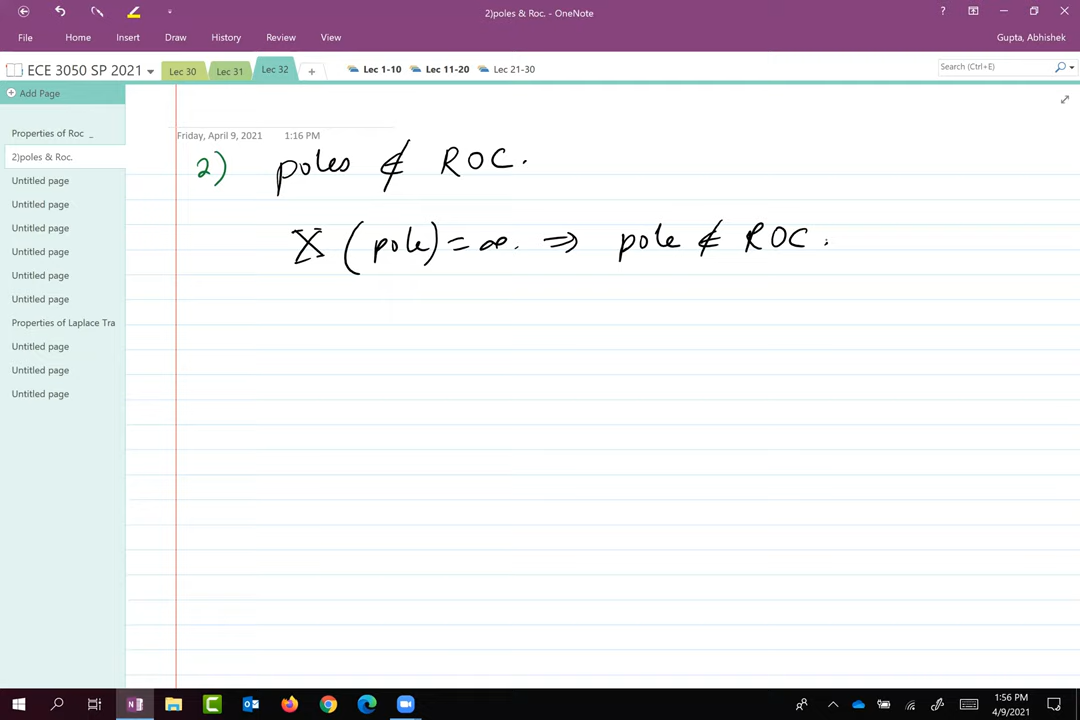 2)poles & Roc. - OneNote
File Home Insert Draw History Review View
Gupta, Abhishek
ECE 3050 SP 2021
Lec 30
Lec 31
Lec 32
Lec 1-10
Lec 11-20
Lec 21-30
Search (Ctrl+E)
Add Page
Properties of Roc _
2)poles & Roc.
Untitled page
Untitled page
Untitled page
Untitled page
Untitled page
Untitled page
Properties of Laplace Tra
Untitled page
Untitled page
Untitled page
Friday, April 9, 2021 1:16 PM
2) poles ∉ ROC.
X (pole) = ∞. ⇒ pole ∉ ROC.
1:56 PM
4/9/2021